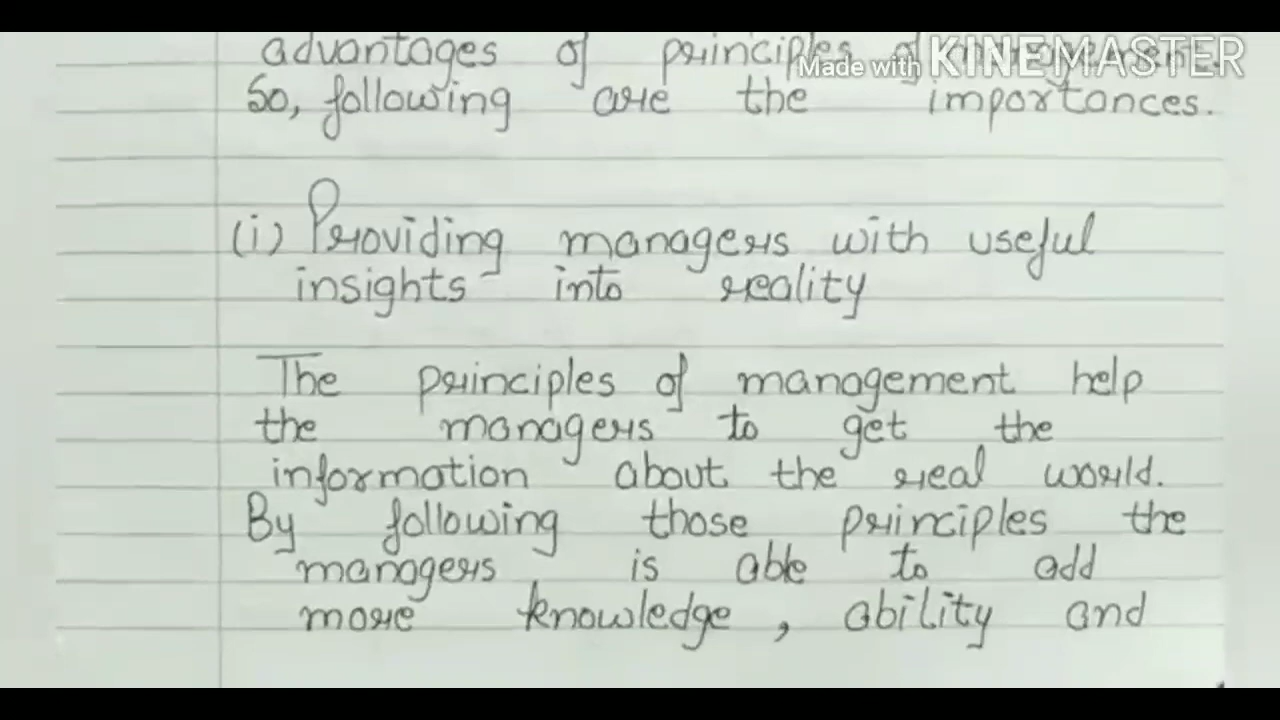 advantages of principles of management.
Made with KINEMASTER
So, following are the importances.
(i) Providing managers with useful
insights into reality
The principles of management help
the managers to get the
information about the real world.
By following those principles the
managers is able to add
more knowledge, ability and